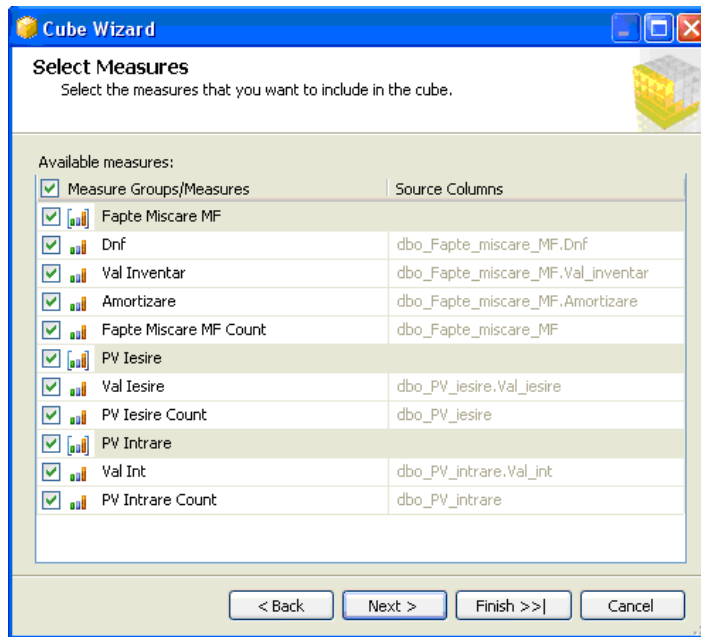 Cube Wizard
Select Measures
Select the measures that you want to include in the cube.
Available measures:
Measure Groups/Measures Source Columns
Fapte Miscare MF
Dnf dbo_Fapte_miscare_MF.Dnf
Val Inventar dbo_Fapte_miscare_MF.Val_inventar
Amortizare dbo_Fapte_miscare_MF.Amortizare
Fapte Miscare MF Count dbo_Fapte_miscare_MF
PV Iesire
Val Iesire dbo_PV_iesire.Val_iesire
PV Iesire Count dbo_PV_iesire
PV Intrare
Val Int dbo_PV_intrare.Val_int
PV Intrare Count dbo_PV_intrare
< Back Next > Finish >>| Cancel